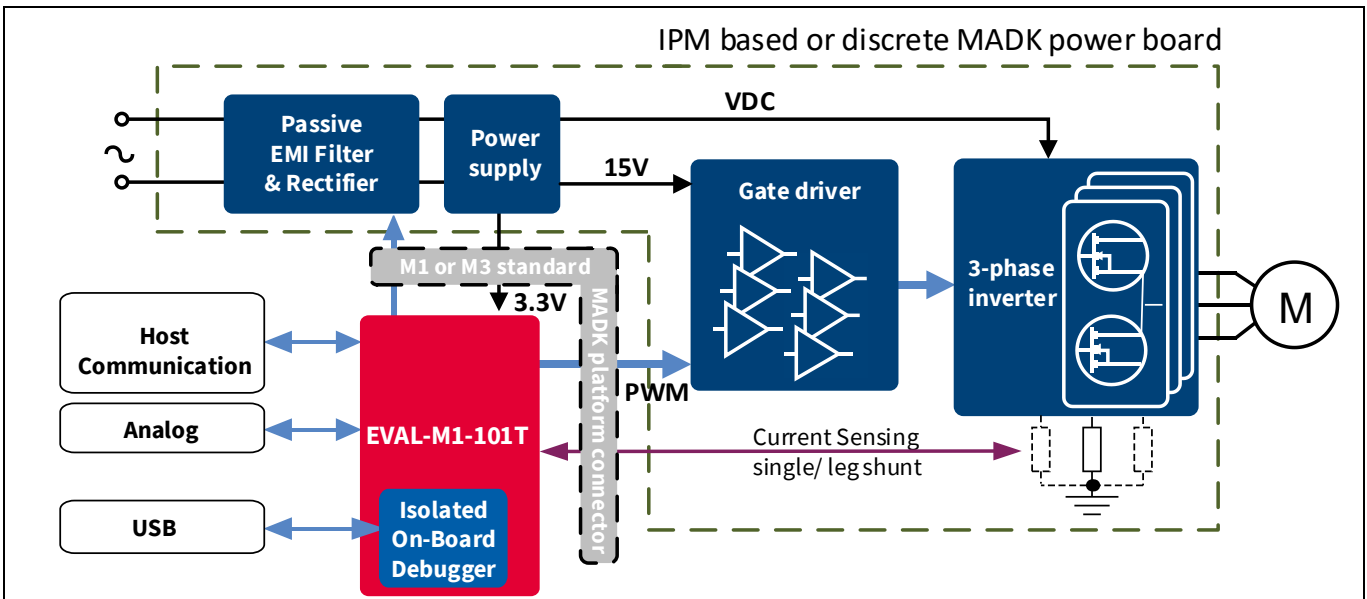 IPM based or discrete MADK power board
VDC
Passive
EMI Filter
& Rectifier
Power
supply
15V
Gate driver
3-phase
inverter
M
M1 or M3 standard
MADK platform connector
3.3V
PWM
Host
Communication
Analog
USB
EVAL-M1-101T
Isolated
On-Board
Debugger
Current Sensing
single/ leg shunt